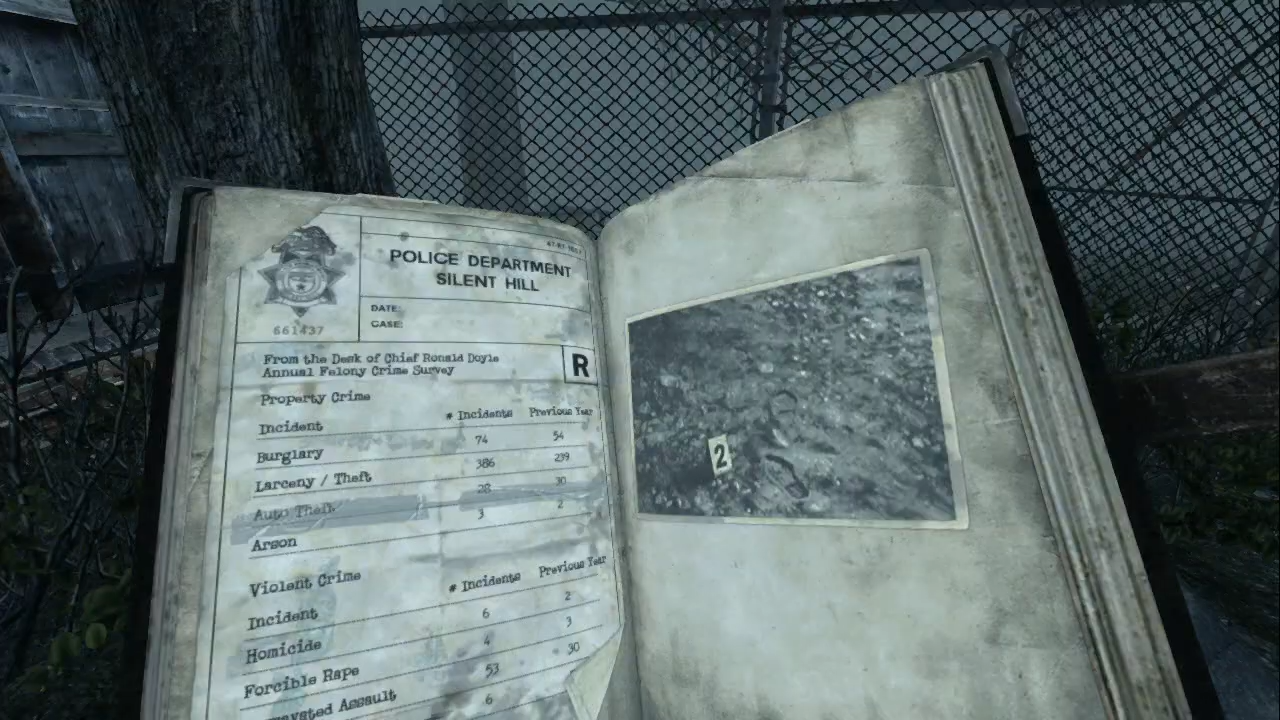 POLICE DEPARTMENT
SILENT HILL
DATE:
CASE:
661437
From the Desk of Chief Ronald Doyle
Annual Felony Crime Survey
R
Property Crime
Incident # Incidents Previous Year
Burglary 74 54
Larceny / Theft 386 239
Auto Theft 28 30
Arson 3 2
Violent Crime
Incident # Incidents Previous Year
Homicide 6 2
Forcible Rape 4 3
Assault 53 30
6
2